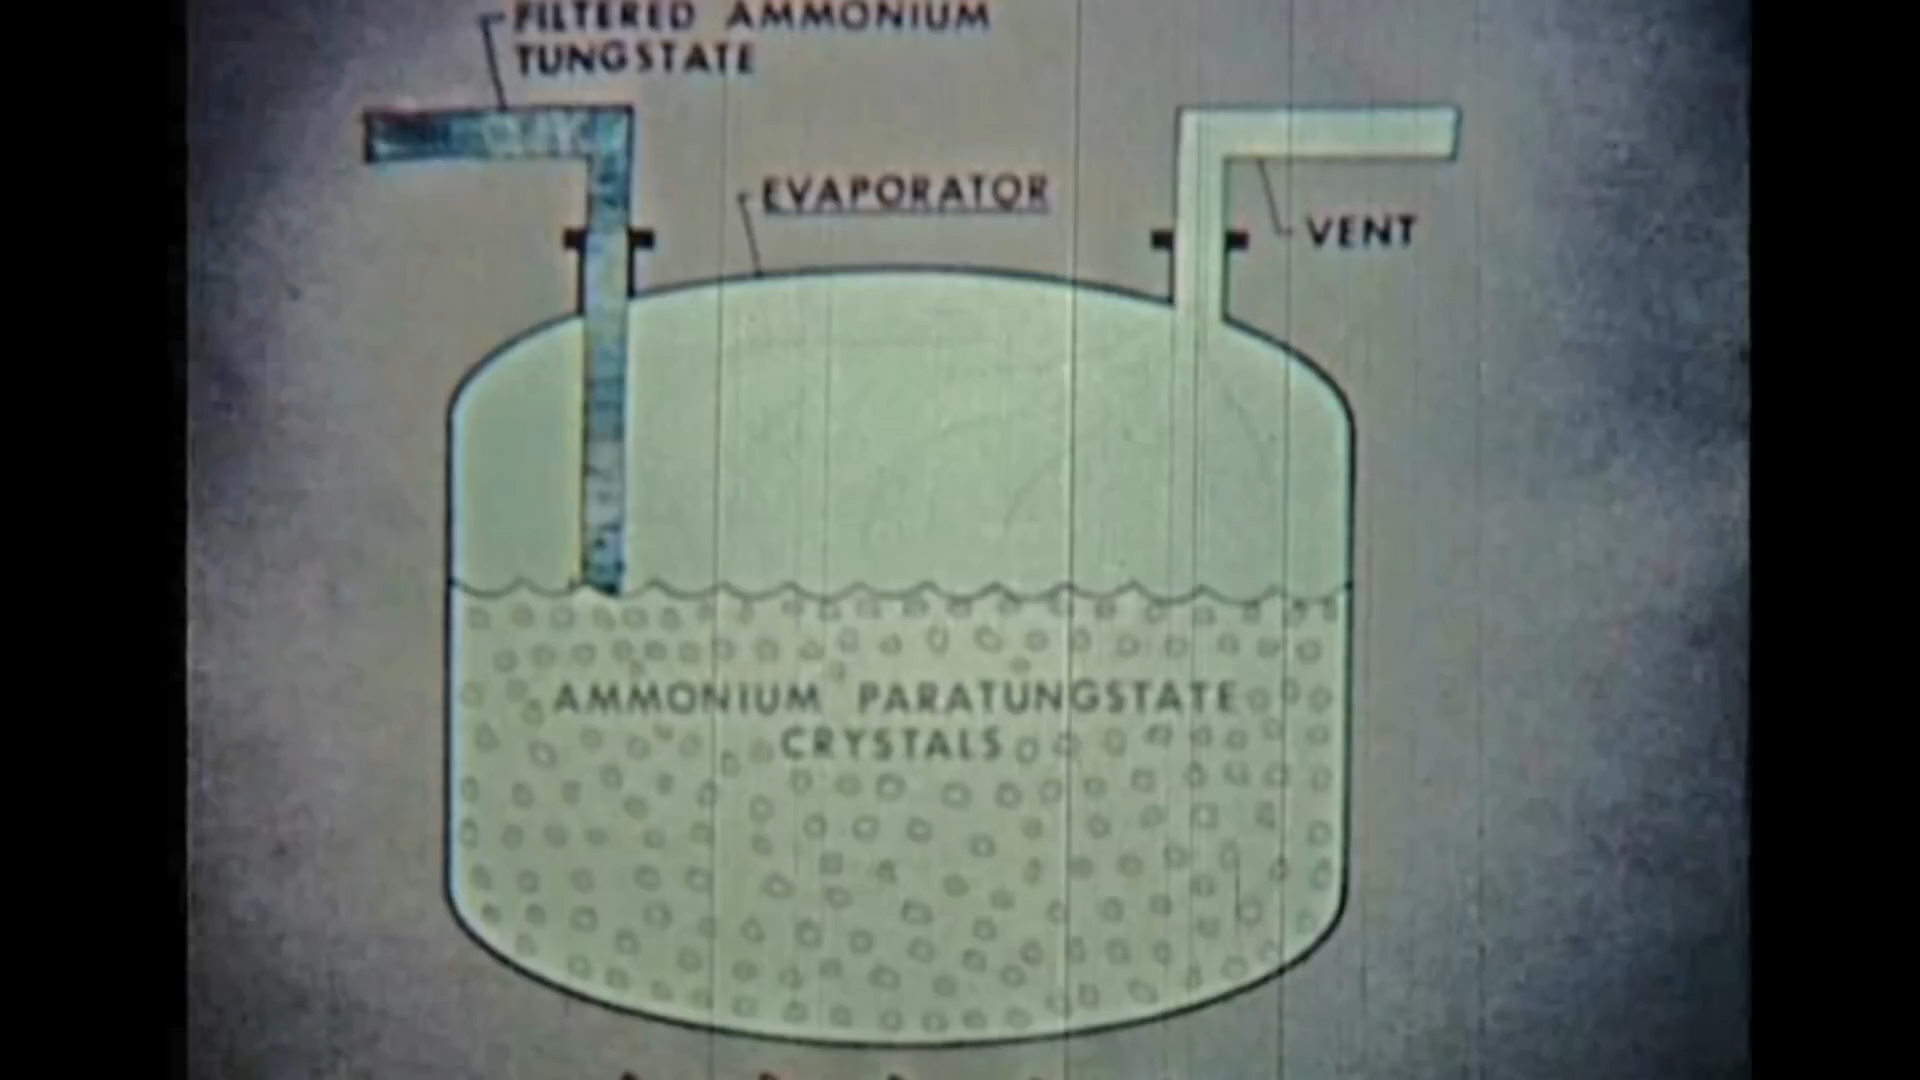 FILTERED AMMONIUM
TUNGSTATE
EVAPORATOR
VENT
AMMONIUM PARATUNGSTATE
CRYSTALS